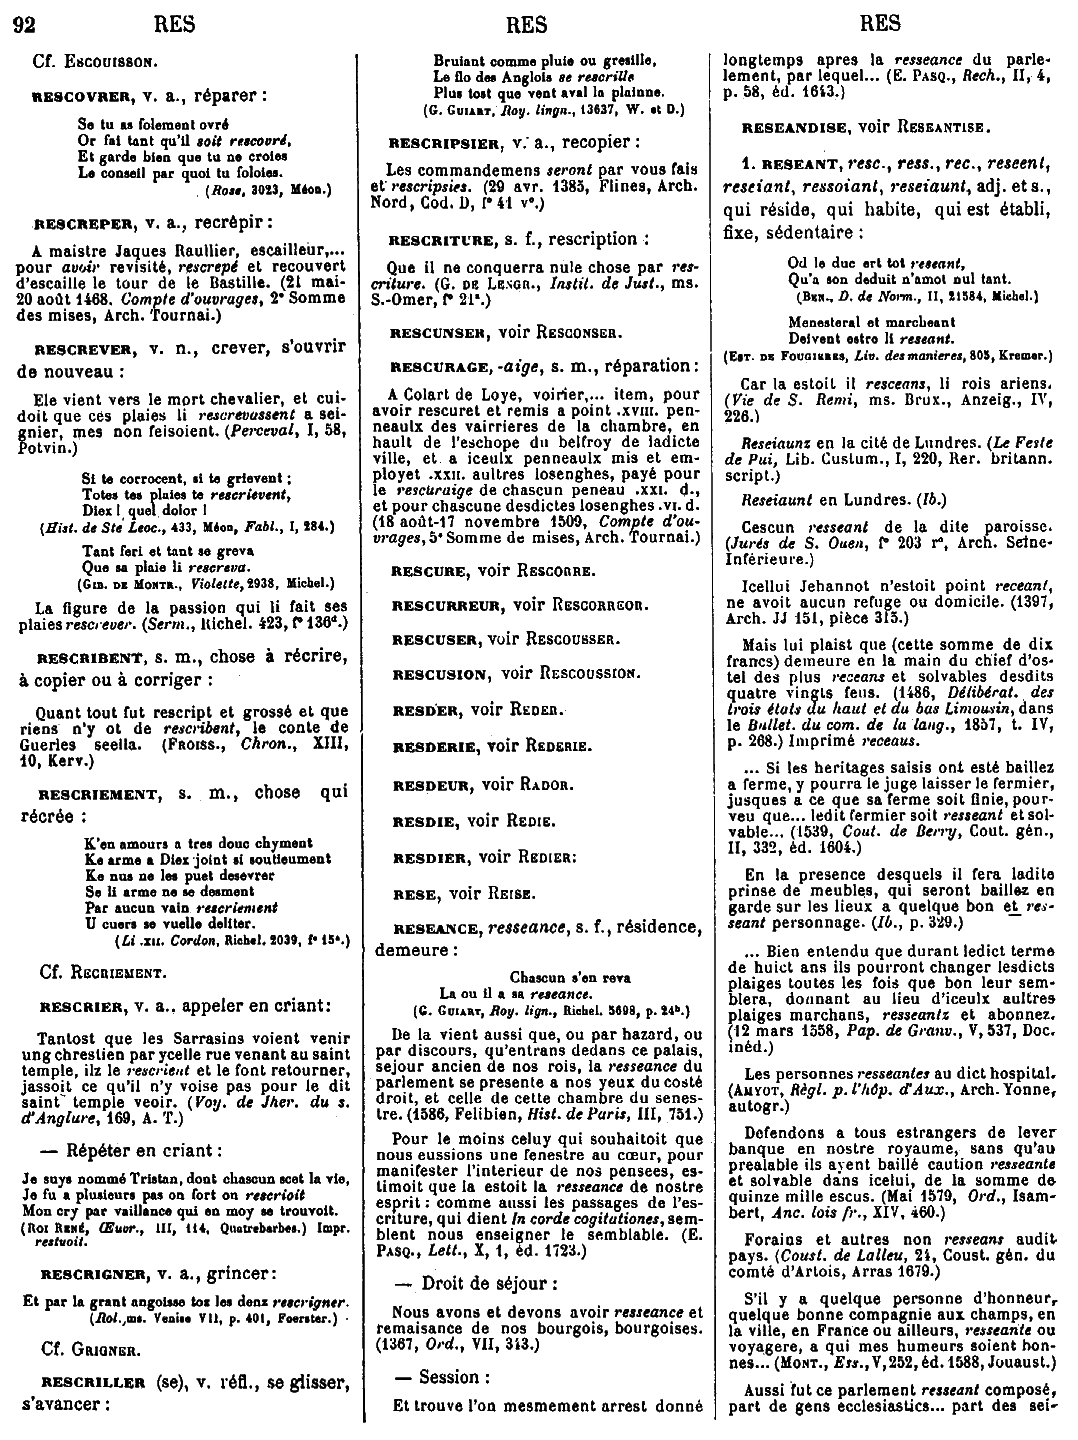 92 RES RES RES
Cf. ESCOUISSON.
RESCOVRER, v. a., réparer :
Se tu as folement ovré
Or fai tant qu'il soit rescovré,
Et garde bien que tu ne croies
Le conseil par quoi tu foloies.
(Rose, 3023, Méon.)
RESCREPER, v. a., recrépir :
A maistre Jaques Raullier, escailleur,...
pour avoir revisité, rescrepé et recouvert
d'escaille le tour de le Bastille. (21 mai-
20 août 1468. Compte d'ouvrages, 2e Somme
des mises, Arch. Tournai.)
RESCREVER, v. n., crever, s'ouvrir
de nouveau :
Ele vient vers le mort chevalier, et cui-
doit que ces plaies li rescrevussent a sei-
gnier, mes non feisoient. (Perceval, I, 58,
Potvin.)
Si te corrocent, si te grievent ;
Totes tes plaies te rescrievent,
Diex ! quel dolor !
(Hist. de Ste Leoc., 433, Méon, Fabl., I, 284.)
Tant feri et tant se greva
Que sa plaie li rescreva.
(GIB. DE MONTR., Violette, 2938, Michel.)
La figure de la passion qui li fait ses
plaies rescrever. (Serm., Richel. 423, f° 136d.)
RESCRIBENT, s. m., chose à récrire,
à copier ou à corriger :
Quant tout fut rescript et grossé et que
riens n'y ot de rescribent, le conte de
Guerles seella. (FROISS., Chron., XIII,
10, Kerv.)
RESCRIEMENT, s. m., chose qui
récrée :
K'en amours a tres douc chyment
Ke arme a Diex joint si soutieument
Ke nus ne les puet desevrer
Se li arme ne se desment
Par aucun vain rescriement
U cuers se vuelle deliter.
(Li .XII. Cordon, Richel. 2039, f° 15a.)
Cf. RECRIEMENT.
RESCRIER, v. a., appeler en criant :
Tantost que les Sarrasins voient venir
ung chrestien par ycelle rue venant au saint
temple, ilz le rescrient et le font retourner,
jassoit ce qu'il n'y voise pas pour le dit
saint temple veoir. (Voy. de Jher. du s.
d'Anglure, 169, A. T.)
— Répéter en criant :
Je suys nommé Tristan, dont chascun scet la vie,
Je fu a plusieurs pas on fort on rescrioit
Mon cry par vaillance qui en moy se trouvoit.
(ROI RENÉ, Œuor., III, 114, Quatrebarbes.) Impr.
restuoit.
RESCRIGNER, v. a., grincer :
Et par la grant angoisse toz les denz rescrigner.
(Rol., ms. Venise VII, p. 401, Foerster.)
Cf. GRIGNER.
RESCRILLER (se), v. réfl., se glisser,
s'avancer :
Bruiant comme pluie ou gresille,
Le flo des Anglois se rescrille
Plus tost que vent aval la plainne.
(G. GUIART, Roy. lingn., 13637, W. et D.)
RESCRIPSIER, v. a., recopier :
Les commandemens seront par vous fais
et rescripsies. (29 avr. 1385, Flines, Arch.
Nord, Cod. D, f° 41 v°.)
RESCRITURE, s. f., rescription :
Que il ne conquerra nule chose par res-
criture. (G. DE LENGR., Instit. de Just., ms.
S.-Omer, f° 21a.)
RESCUNSER, voir RESCONSER.
RESCURAGE, -aige, s. m., réparation :
A Colart de Loye, voirier,... item, pour
avoir rescuret et remis a point .XVIII. pen-
neaulx des vairrieres de la chambre, en
hault de l'eschope du belfroy de ladicte
ville, et a iceulx penneaulx mis et em-
ployet .XXII. aultres losenghes, payé pour
le rescuraige de chascun peneau .XXI. d.,
et pour chascune desdictes losenghes .VI. d.
(18 août-17 novembre 1509, Compte d'ou-
vrages, 5e Somme de mises, Arch. Tournai.)
RESCURE, voir RESCORRE.
RESCURREUR, voir RESCORREOR.
RESCUSER, voir RESCOUSSER.
RESCUSION, voir RESCOUSSION.
RESDER, voir REDER.
RESDERIE, voir REDERIE.
RESDEUR, voir RADOR.
RESDIE, voir REDIE.
RESDIER, voir REDIER:
RESE, voir REISE.
RESEANCE, resseance, s. f., résidence,
demeure :
Chascun s'en reva
La ou il a sa reseance.
(G. GUIART, Roy. lign., Richel. 5698, p. 24b.)
De la vient aussi que, ou par hazard, ou
par discours, qu'entrans dedans ce palais,
sejour ancien de nos rois, la resseance du
parlement se presente a nos yeux du costé
droit, et celle de cette chambre du senes-
tre. (1586, Felibien, Hist. de Paris, III, 751.)
Pour le moins celuy qui souhaitoit que
nous eussions une fenestre au cœur, pour
manifester l'interieur de nos pensees, es-
timoit que la estoit la resseance de nostre
esprit : comme aussi les passages de l'es-
criture, qui dient In corde cogitationes, sem-
blent nous enseigner le semblable. (E.
PASQ., Lett., X, 1, éd. 1723.)
— Droit de séjour :
Nous avons et devons avoir resseance et
remaisance de nos bourgois, bourgoises.
(1367, Ord., VII, 343.)
— Session :
Et trouve l'on mesmement arrest donné
longtemps apres la resseance du parle-
lement, par lequel... (E. PASQ., Rech., II, 4,
p. 58, éd. 1643.)
RESEANDISE, voir RESEANTISE.
1. RESEANT, resc., ress., rec., reseent,
reseiant, ressoiant, reseiaunt, adj. et s.,
qui réside, qui habite, qui est établi,
fixe, sédentaire :
Od le duc ert tot reseant,
Qu'a son deduit n'amot nul tant.
(BEN., D. de Norm., II, 21584, Michel.)
Menesteral et marcheant
Deivent estre li reseant.
(EST. DE FOUGIERES, Liv. des manieres, 805, Kremer.)
Car la estoit il resceans, li rois ariens.
(Vie de S. Remi, ms. Brux., Anzeig., IV,
226.)
Reseiaunz en la cité de Lundres. (Le Feste
de Pui, Lib. Custum., I, 220, Rer. britann.
script.)
Reseiaunt en Lundres. (Ib.)
Cescun resseant de la dite paroisse.
(Jurés de S. Ouen, f° 203 r°, Arch. Seine-
Inférieure.)
Icellui Jehannot n'estoit point receant,
ne avoit aucun refuge ou domicile. (1397,
Arch. JJ 151, pièce 315.)
Mais lui plaist que (cette somme de dix
francs) demeure en la main du chief d'os-
tel des plus receans et solvables desdits
quatre vingts feus. (1486, Délibérat. des
trois états du haut et du bas Limousin, dans
le Bullet. du com. de la lang., 1857, t. IV,
p. 268.) Imprimé receaus.
... Si les heritages saisis ont esté baillez
a ferme, y pourra le juge laisser le fermier,
jusques a ce que sa ferme soit finie, pour-
veu que... ledit fermier soit resseant et sol-
vable... (1539, Cout. de Berry, Cout. gén.,
II, 332, éd. 1604.)
En la presence desquels il fera ladite
prinse de meubles, qui seront baillez en
garde sur les lieux a quelque bon et res-
seant personnage. (Ib., p. 329.)
... Bien entendu que durant ledict terme
de huict ans ils pourront changer lesdicts
plaiges toutes les fois que bon leur sem-
blera, donnant au lieu d'iceulx aultres
plaiges marchans, resseantz et abonnez.
(12 mars 1558, Pap. de Granv., V, 537, Doc.
inéd.)
Les personnes resseantes au dict hospital.
(AMYOT, Règl. p. l'hôp. d'Aux., Arch. Yonne,
autogr.)
Defendons a tous estrangers de lever
banque en nostre royaume, sans qu'au
prealable ils ayent baillé caution resseante
et solvable dans icelui, de la somme de
quinze mille escus. (Mai 1579, Ord., Isam-
bert, Anc. lois fr., XIV, 460.)
Forains et autres non resseans audit
pays. (Coust. de Lalleu, 24, Coust. gén. du
comté d'Artois, Arras 1679.)
S'il y a quelque personne d'honneur,
quelque bonne compagnie aux champs, en
la ville, en France ou ailleurs, resseante ou
voyagere, a qui mes humeurs soient bon-
nes... (MONT., Ess., V, 252, éd. 1588, Jouaust.)
Aussi fut ce parlement resseant composé,
part de gens ecclesiastics... part des sei-